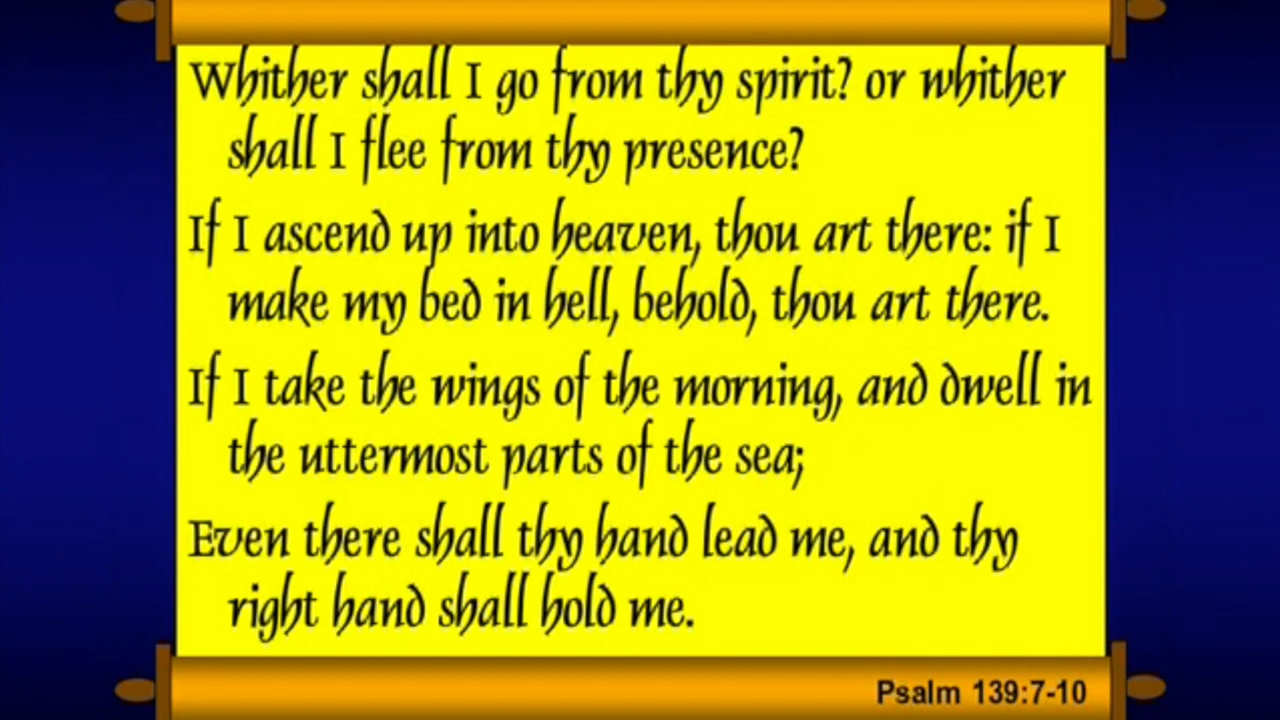 Whither shall I go from thy spirit? or whither
shall I flee from thy presence?
If I ascend up into heaven, thou art there: if I
make my bed in hell, behold, thou art there.
If I take the wings of the morning, and dwell in
the uttermost parts of the sea;
Even there shall thy hand lead me, and thy
right hand shall hold me.
Psalm 139:7-10